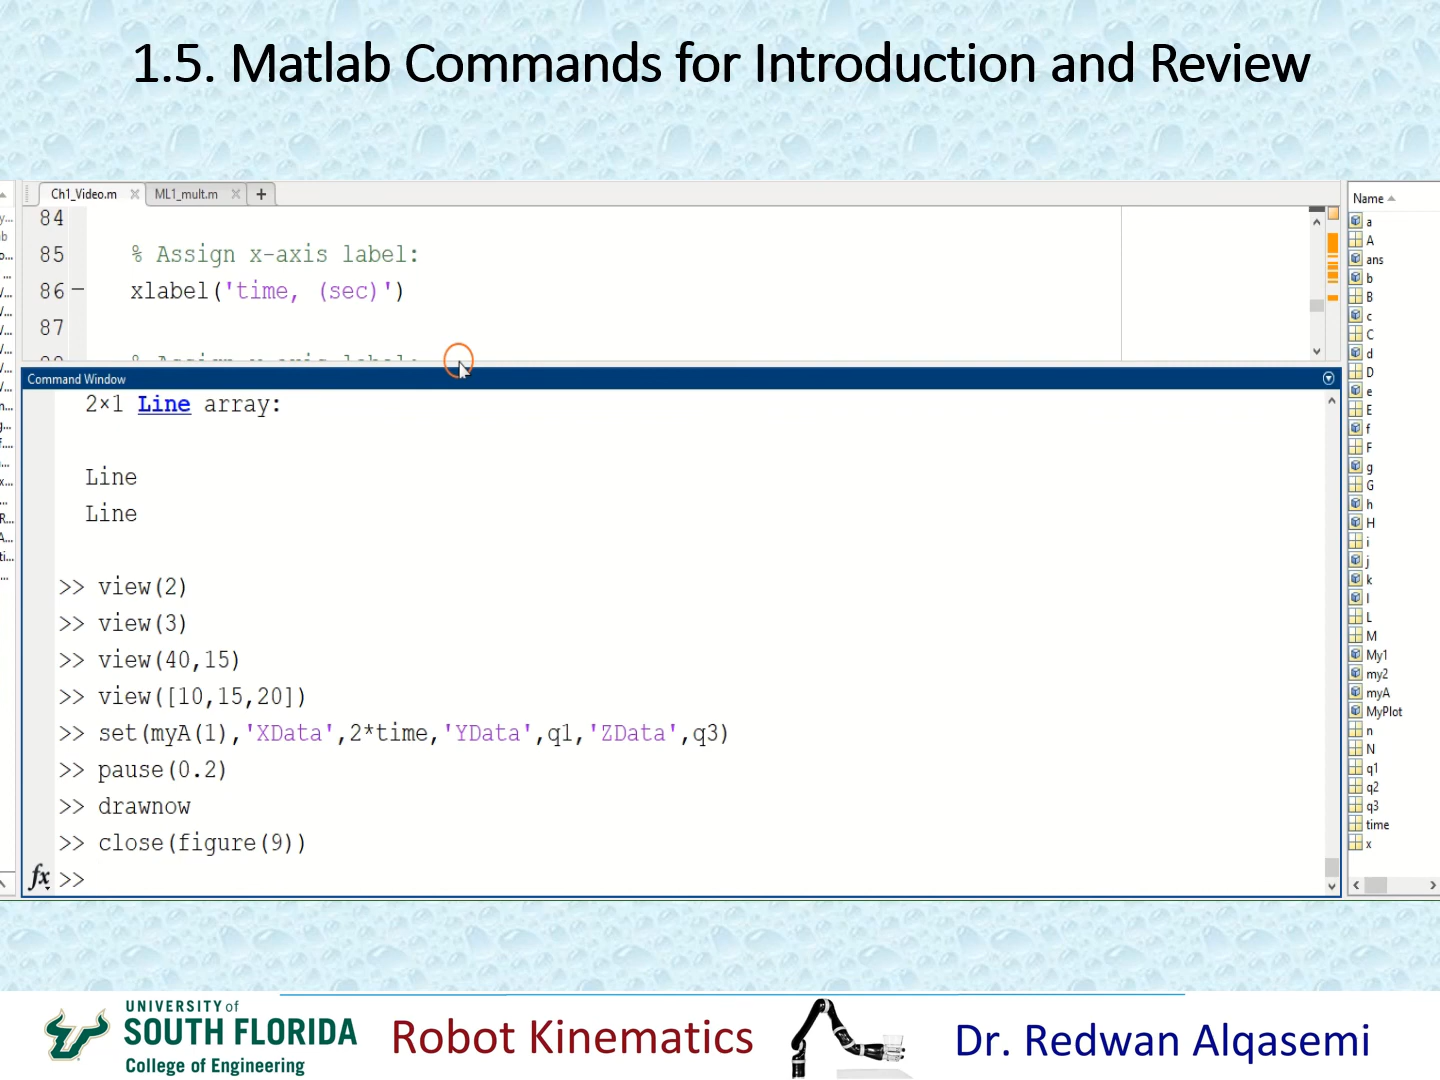 1.5. Matlab Commands for Introduction and Review
Ch1_Video.m
ML1_mult.m
84
85 % Assign x-axis label:
86 xlabel('time, (sec)')
87
Command Window
2×1 Line array:
Line
Line
>> view(2)
>> view(3)
>> view(40,15)
>> view([10,15,20])
>> set(myA(1),'XData',2*time,'YData',q1,'ZData',q3)
>> pause(0.2)
>> drawnow
>> close(figure(9))
fx >>
Name
a
A
ans
b
B
c
C
d
D
e
E
f
F
g
G
h
H
i
j
k
l
L
M
My1
my2
myA
MyPlot
n
N
q1
q2
q3
time
x
UNIVERSITY of
SOUTH FLORIDA
College of Engineering
Robot Kinematics
Dr. Redwan Alqasemi